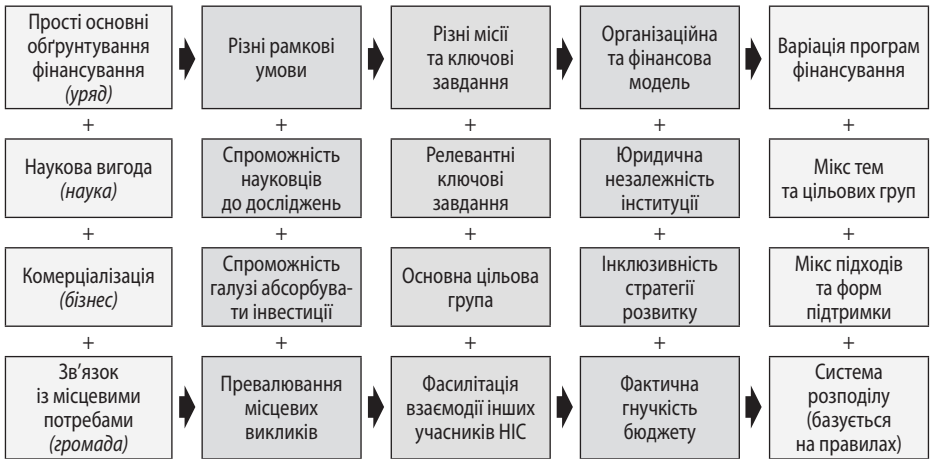 Прості основні
обґрунтування
фінансування
(уряд)
Різні рамкові
умови
Різні місії
та ключові
завдання
Організаційна
та фінансова
модель
Варіація програм
фінансування
+
+
+
+
+
Наукова вигода
(наука)
Спроможність
науковців
до досліджень
Релевантні
ключові
завдання
Юридична
незалежність
інституції
Мікс тем
та цільових груп
+
+
+
+
+
Комерціалізація
(бізнес)
Спроможність
галузі абсорбува-
ти інвестиції
Основна цільова
група
Інклюзивність
стратегії
розвитку
Мікс підходів
та форм
підтримки
+
+
+
+
+
Зв'язок
із місцевими
потребами
(громада)
Превалювання
місцевих
викликів
Фасилітація
взаємодії інших
учасників НІС
Фактична
гнучкість
бюджету
Система
розподілу
(базується
на правилах)